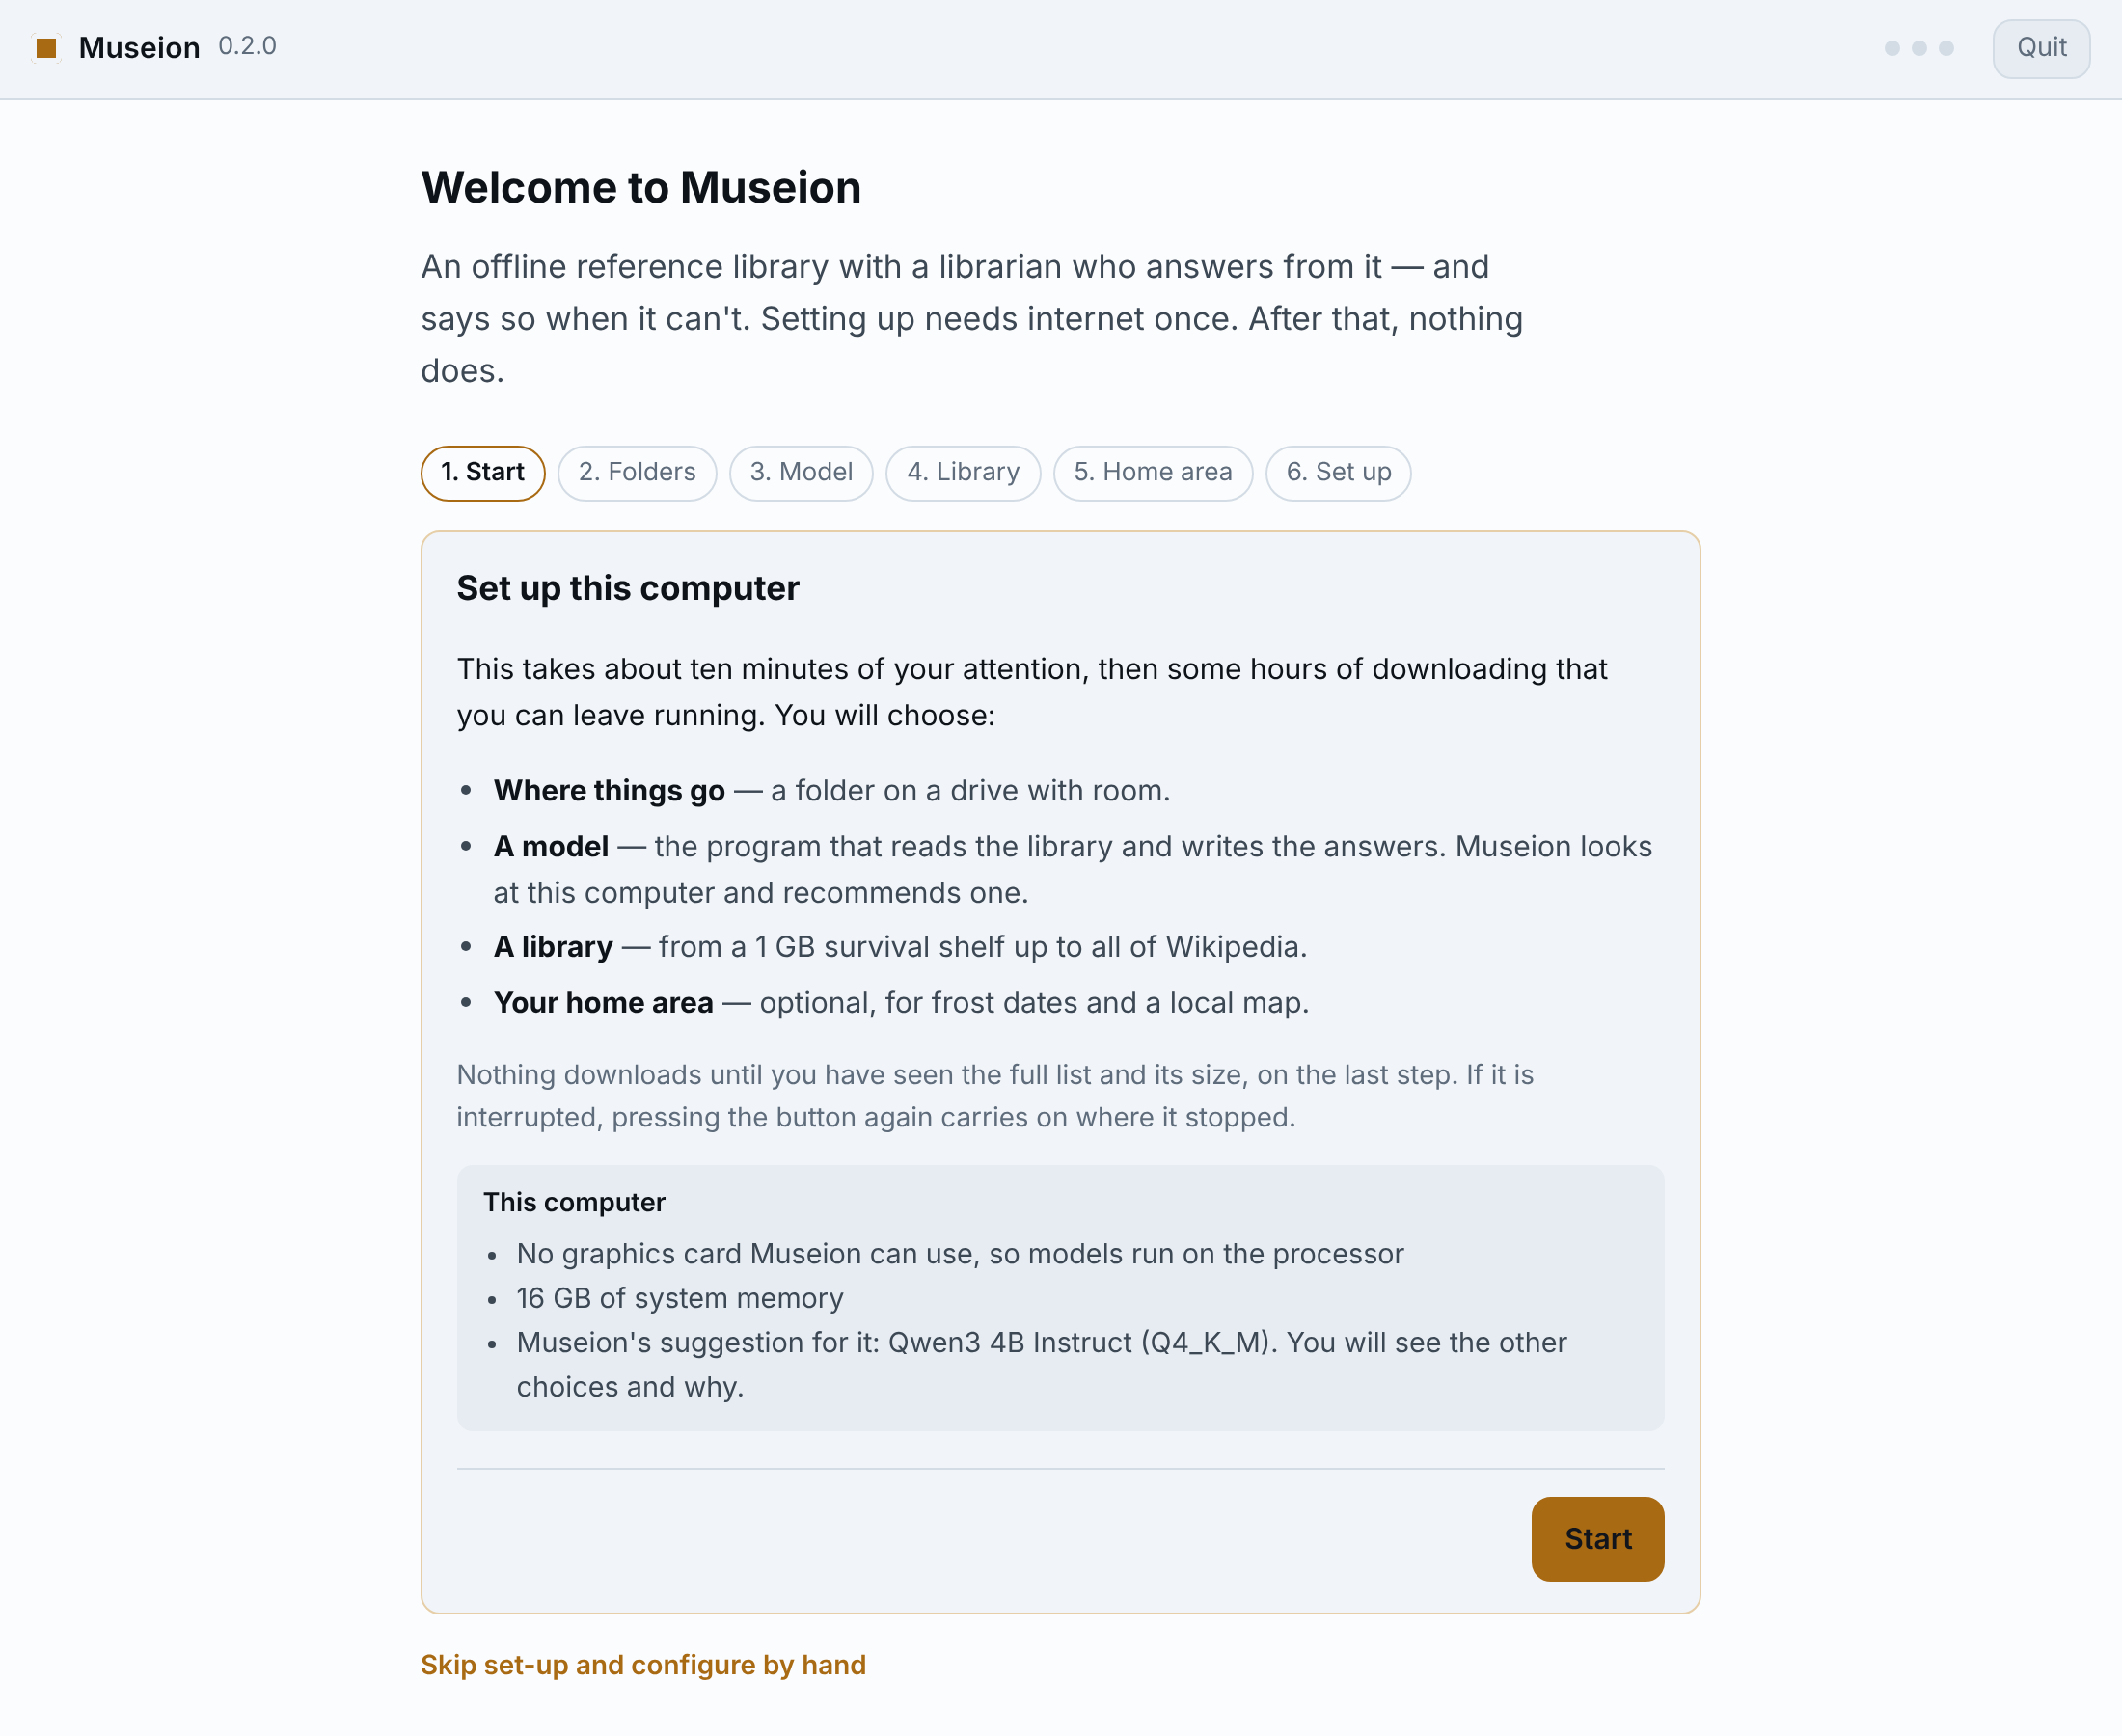 Museion 0.2.0
Quit
Welcome to Museion
An offline reference library with a librarian who answers from it — and
says so when it can't. Setting up needs internet once. After that, nothing
does.
1. Start
2. Folders
3. Model
4. Library
5. Home area
6. Set up
Set up this computer
This takes about ten minutes of your attention, then some hours of downloading that
you can leave running. You will choose:
• Where things go — a folder on a drive with room.
• A model — the program that reads the library and writes the answers. Museion looks
at this computer and recommends one.
• A library — from a 1 GB survival shelf up to all of Wikipedia.
• Your home area — optional, for frost dates and a local map.
Nothing downloads until you have seen the full list and its size, on the last step. If it is
interrupted, pressing the button again carries on where it stopped.
This computer
• No graphics card Museion can use, so models run on the processor
• 16 GB of system memory
• Museion's suggestion for it: Qwen3 4B Instruct (Q4_K_M). You will see the other
choices and why.
Start
Skip set-up and configure by hand